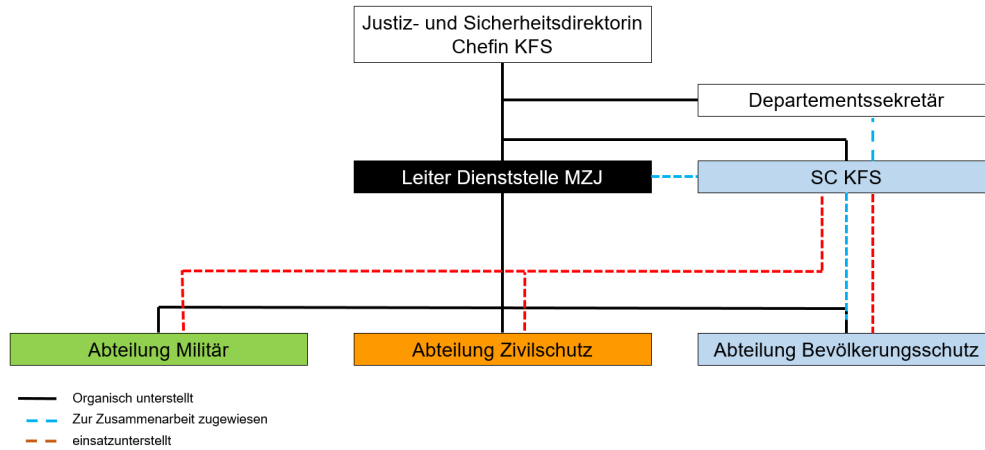 Justiz- und Sicherheitsdirektorin
Chefin KFS
Departementssekretär
Leiter Dienststelle MZJ
SC KFS
Abteilung Militär
Abteilung Zivilschutz
Abteilung Bevölkerungsschutz
Organisch unterstellt
Zur Zusammenarbeit zugewiesen
einsatzunterstellt